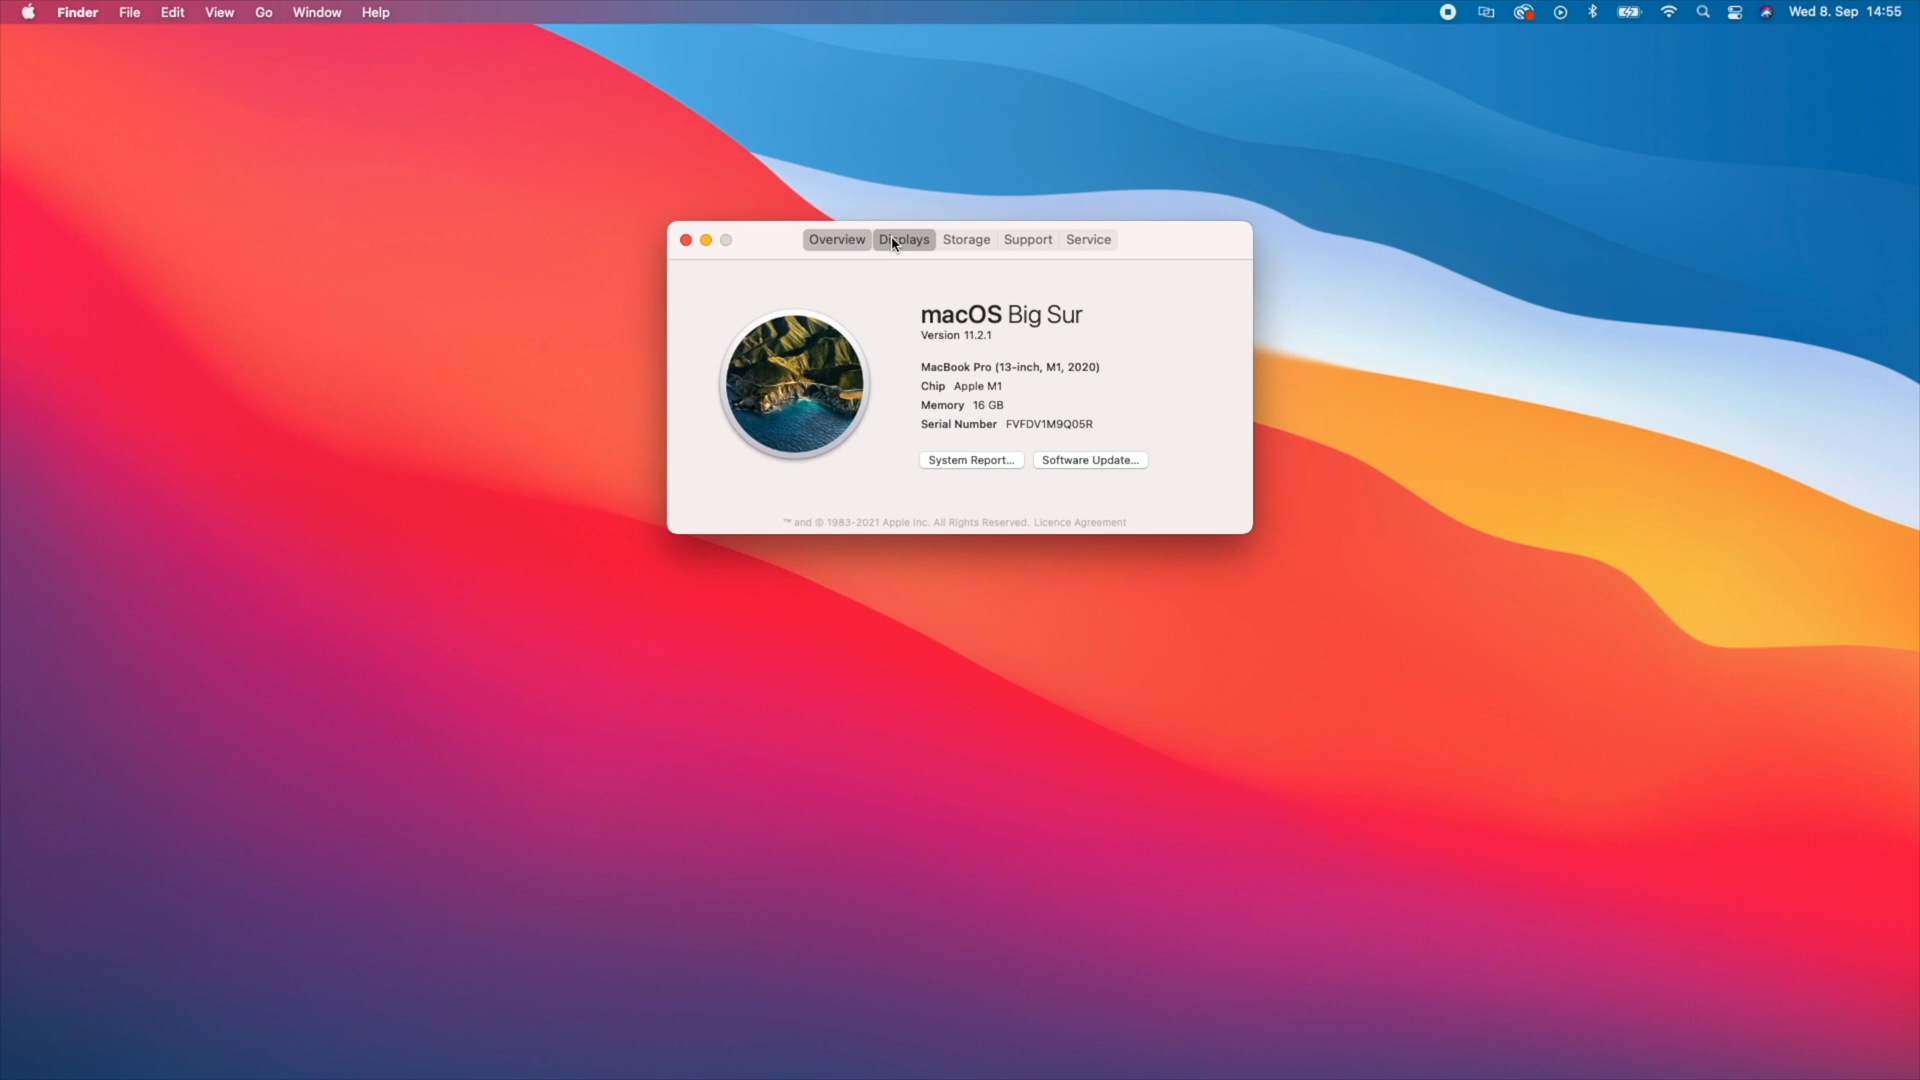 Finder File Edit View Go Window Help Wed 8. Sep 14:55
Overview Displays Storage Support Service
macOS Big Sur
Version 11.2.1
MacBook Pro (13-inch, M1, 2020)
Chip Apple M1
Memory 16 GB
Serial Number FVFDV1M9Q05R
System Report... Software Update...
™ and © 1983-2021 Apple Inc. All Rights Reserved. Licence Agreement